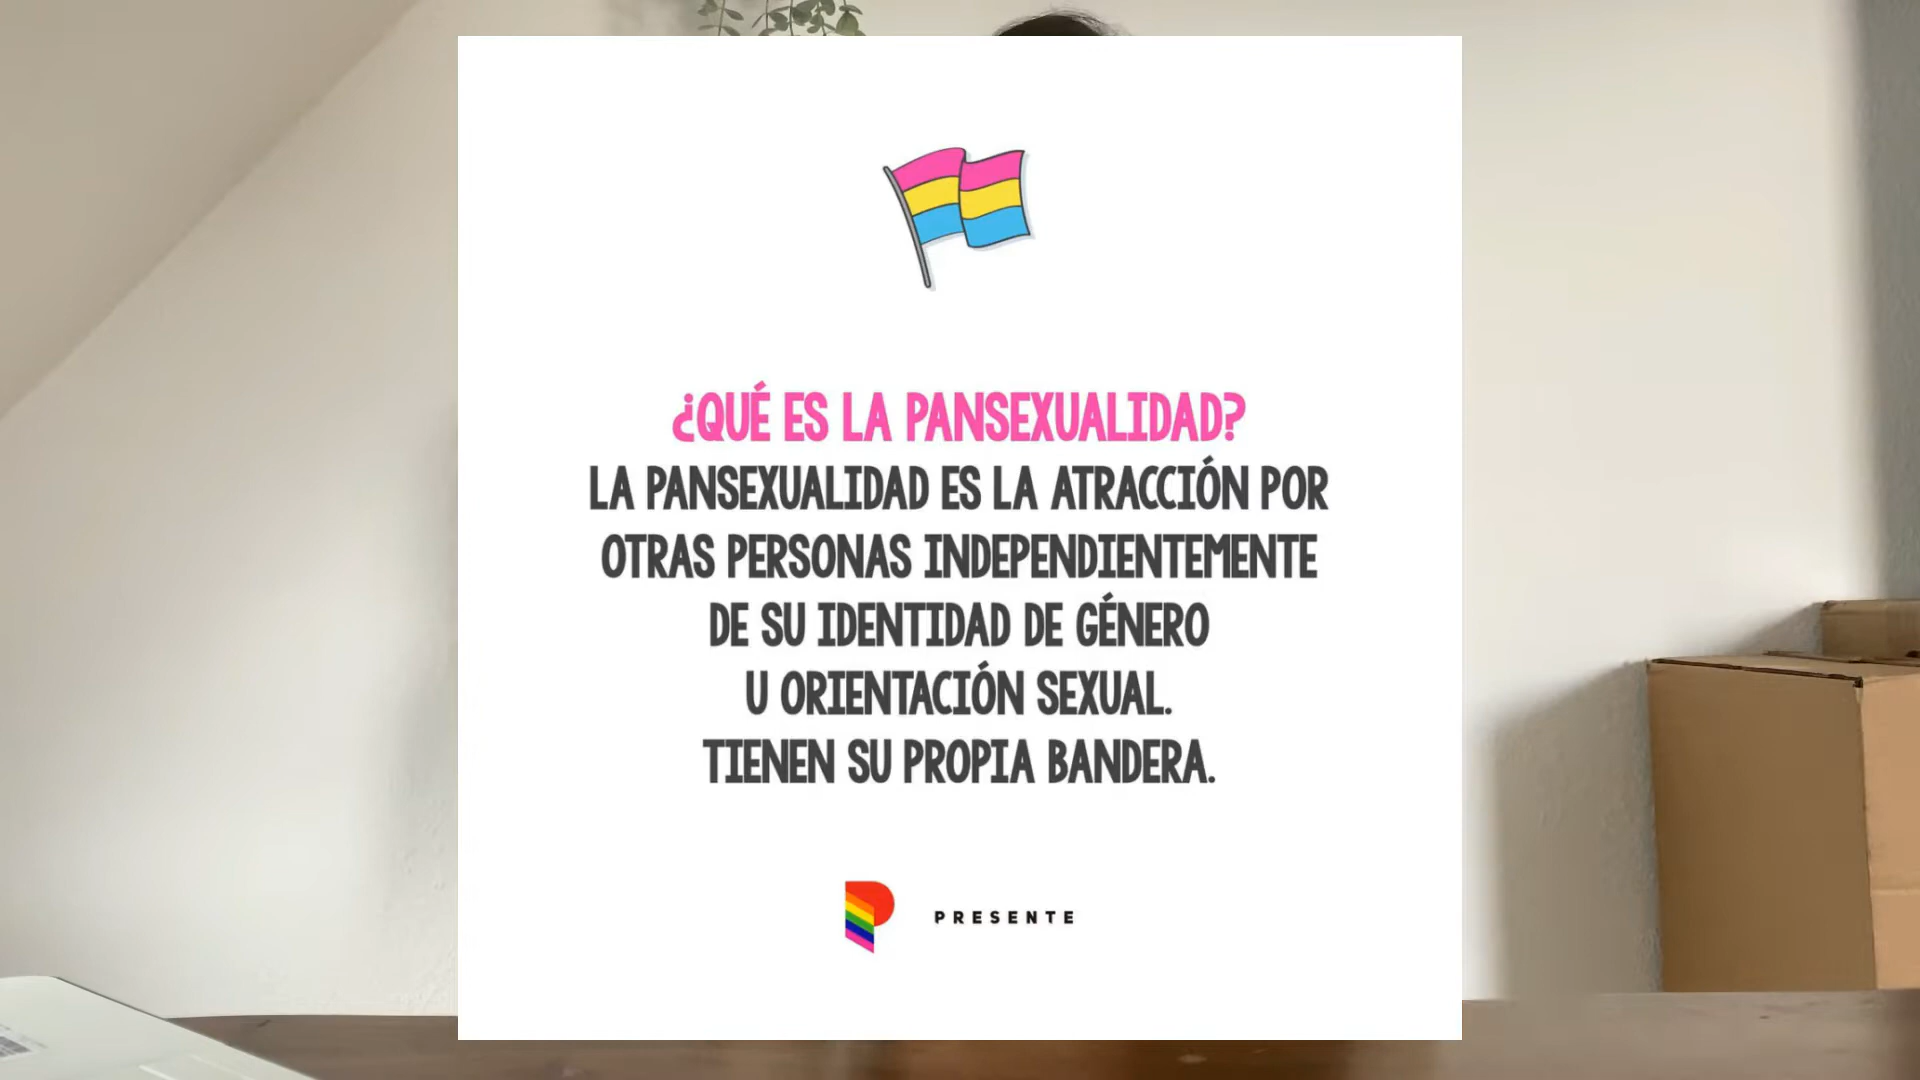 ¿QUÉ ES LA PANSEXUALIDAD?
LA PANSEXUALIDAD ES LA ATRACCIÓN POR
OTRAS PERSONAS INDEPENDIENTEMENTE
DE SU IDENTIDAD DE GÉNERO
U ORIENTACIÓN SEXUAL.
TIENEN SU PROPIA BANDERA.
PRESENTE